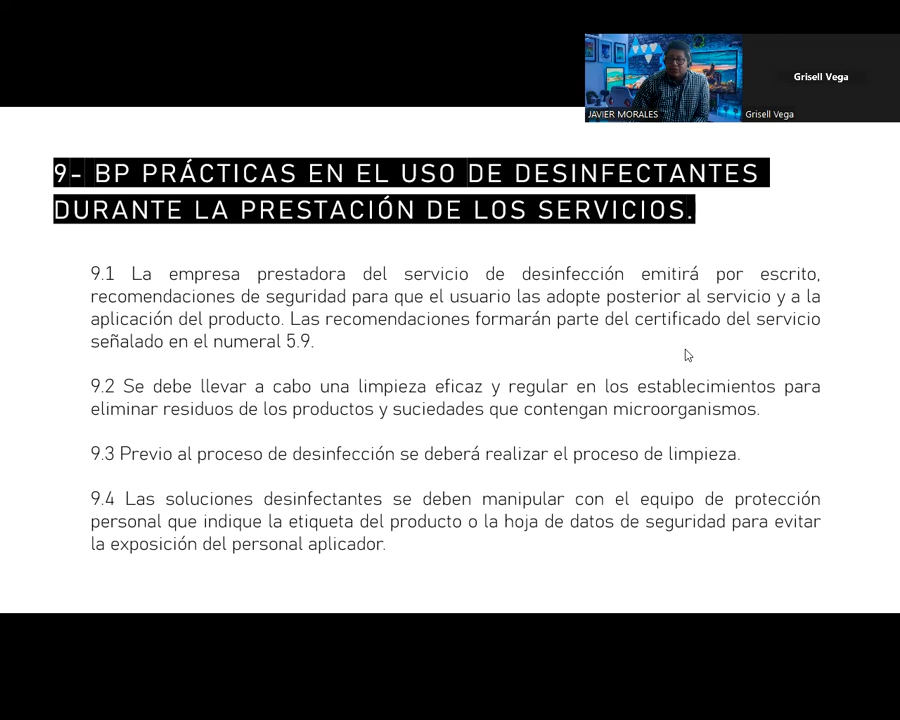 Grisell Vega
JAVIER MORALES
Grisell Vega
9- BP PRÁCTICAS EN EL USO DE DESINFECTANTES
DURANTE LA PRESTACIÓN DE LOS SERVICIOS.
9.1 La empresa prestadora del servicio de desinfección emitirá por escrito,
recomendaciones de seguridad para que el usuario las adopte posterior al servicio y a la
aplicación del producto. Las recomendaciones formarán parte del certificado del servicio
señalado en el numeral 5.9.
9.2 Se debe llevar a cabo una limpieza eficaz y regular en los establecimientos para
eliminar residuos de los productos y suciedades que contengan microorganismos.
9.3 Previo al proceso de desinfección se deberá realizar el proceso de limpieza.
9.4 Las soluciones desinfectantes se deben manipular con el equipo de protección
personal que indique la etiqueta del producto o la hoja de datos de seguridad para evitar
la exposición del personal aplicador.